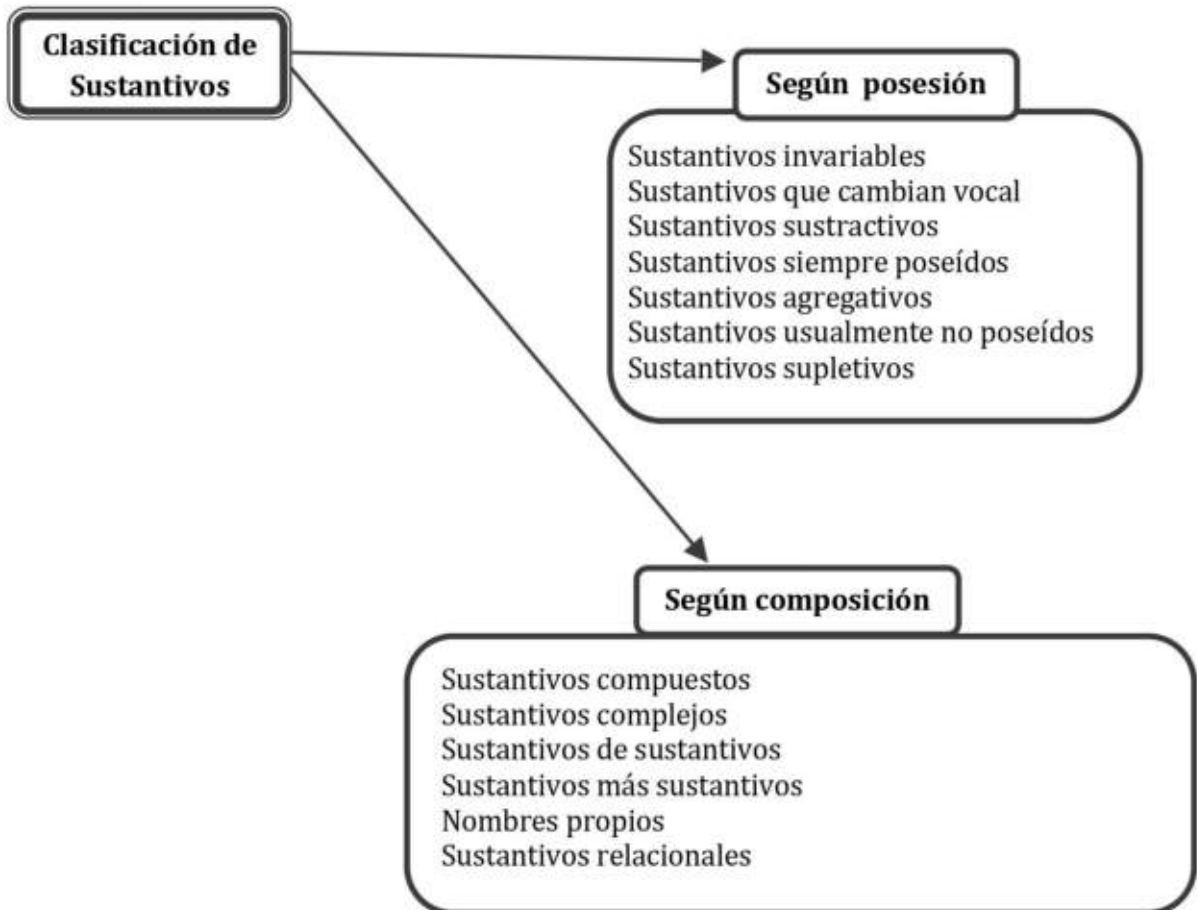 Clasificación de
Sustantivos
Según posesión
Sustantivos invariables
Sustantivos que cambian vocal
Sustantivos sustractivos
Sustantivos siempre poseídos
Sustantivos agregativos
Sustantivos usualmente no poseídos
Sustantivos supletivos
Según composición
Sustantivos compuestos
Sustantivos complejos
Sustantivos de sustantivos
Sustantivos más sustantivos
Nombres propios
Sustantivos relacionales